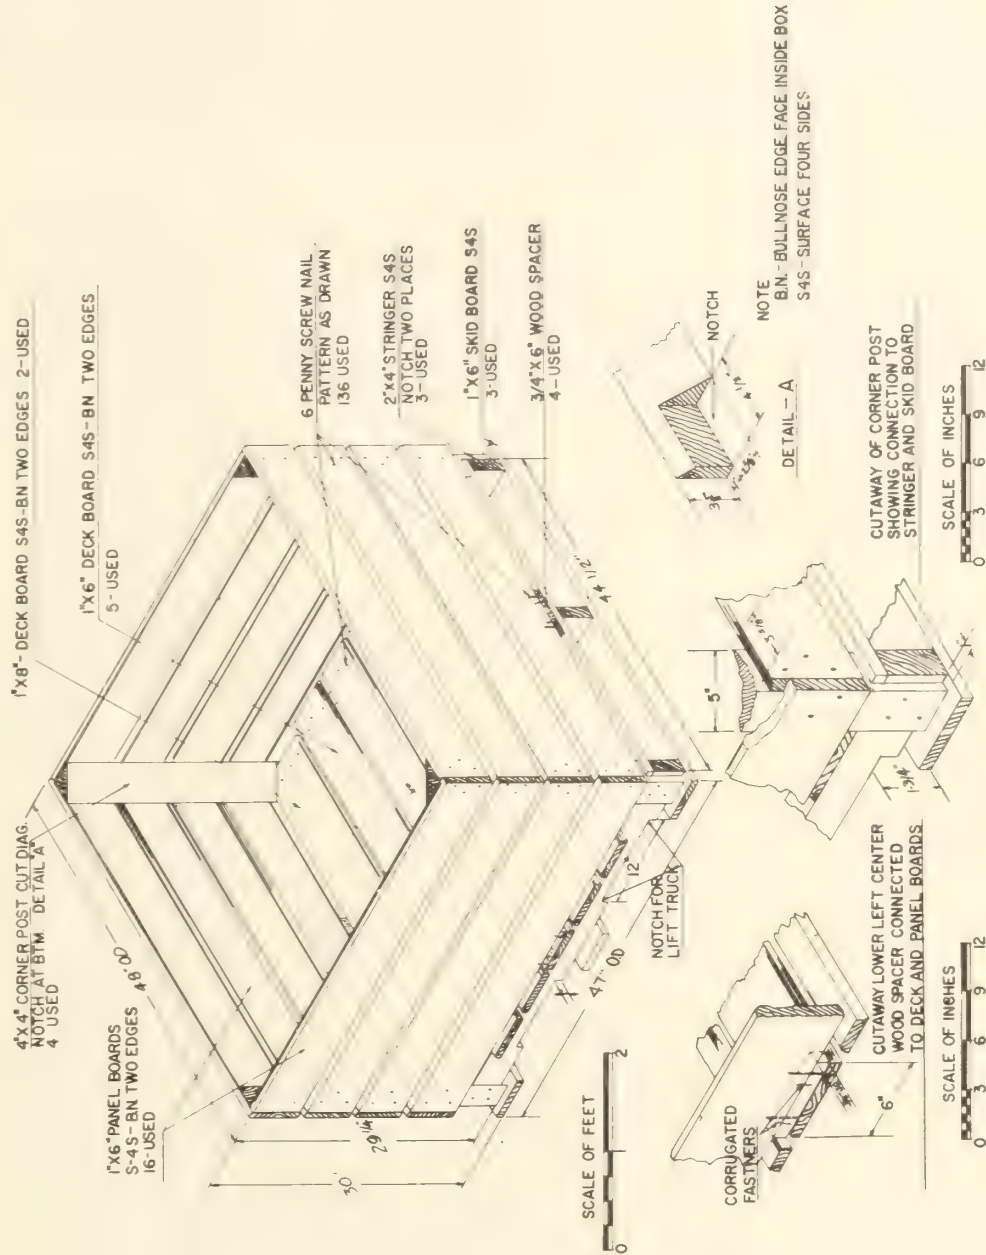 1"X8"- DECK BOARD S4S-BN TWO EDGES 2-USED
1"X6" DECK BOARD S4S-BN TWO EDGES
5-USED
4"X4" CORNER POST CUT DIAG.
NOTCH AT BTM. DETAIL "A"
4 USED
48" OD
1"X6" PANEL BOARDS
S-4-S-BN TWO EDGES
16-USED
6 PENNY SCREW NAIL
PATTERN AS DRAWN
136 USED
2"X4" STRINGER S4S
NOTCH TWO PLACES
3-USED
1"X6" SKID BOARD S4S
3-USED
3/4"X6" WOOD SPACER
4-USED
29 1/4"
30
12"
47" O.D
44 1/2"
NOTCH FOR
LIFT TRUCK
SCALE OF FEET
0
2
NOTCH
DETAIL-A
NOTE
B.N.-BULLNOSE EDGE FACE INSIDE BOX
S4S-SURFACE FOUR SIDES
5"
1 3/4"
CUTAWAY OF CORNER POST
SHOWING CONNECTION TO
STRINGER AND SKID BOARD
SCALE OF INCHES
0 3 6 9 12
CORRUGATED
FASTNERS
6"
CUTAWAY LOWER LEFT CENTER
WOOD SPACER CONNECTED
TO DECK AND PANEL BOARDS
SCALE OF INCHES
0 3 6 9 12